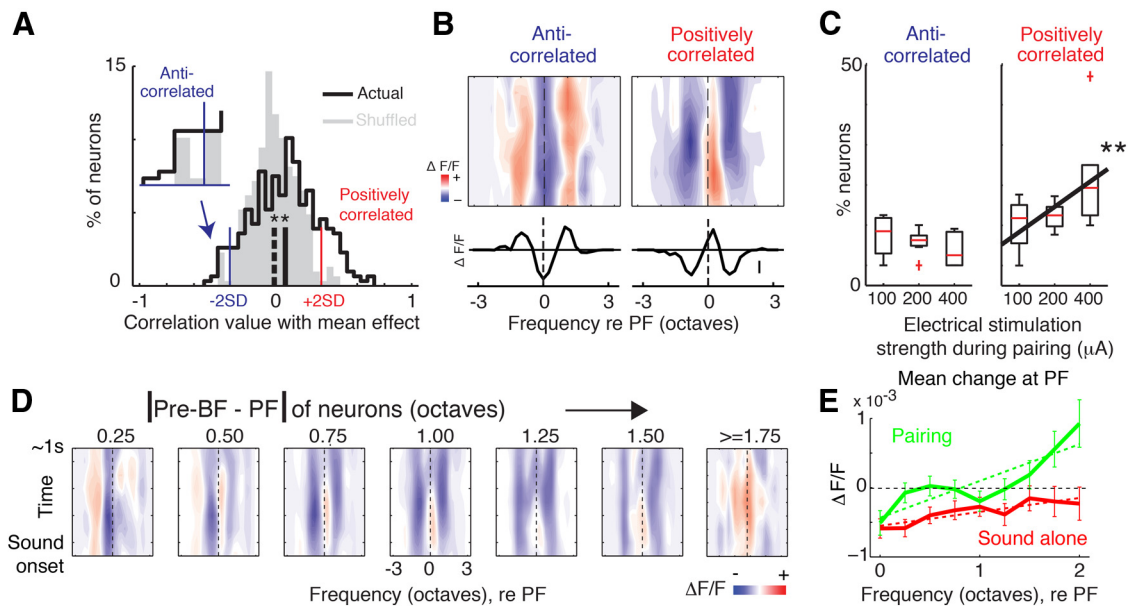 A
15
% of neurons
0
Anti-
correlated
Actual
Shuffled
Positively
correlated
**
-1
-2SD
0
+2SD
1
Correlation value with mean effect
B
Anti-
correlated
Positively
correlated
Δ F/F
+
−
Δ F/F
-3
0
3
-3
0
3
Frequency re PF (octaves)
C
Anti-
correlated
Positively
correlated
50
% neurons
0
**
100
200
400
100
200
400
Electrical stimulation
strength during pairing (μA)
D
|Pre-BF - PF| of neurons (octaves)
0.25
0.50
0.75
1.00
1.25
1.50
>=1.75
~1s
Time
Sound
onset
-3
0
3
Frequency (octaves), re PF
ΔF/F
-
+
Mean change at PF
E
x 10-3
1
Δ F/F
0
−1
Pairing
Sound alone
0
1
2
Frequency (octaves), re PF